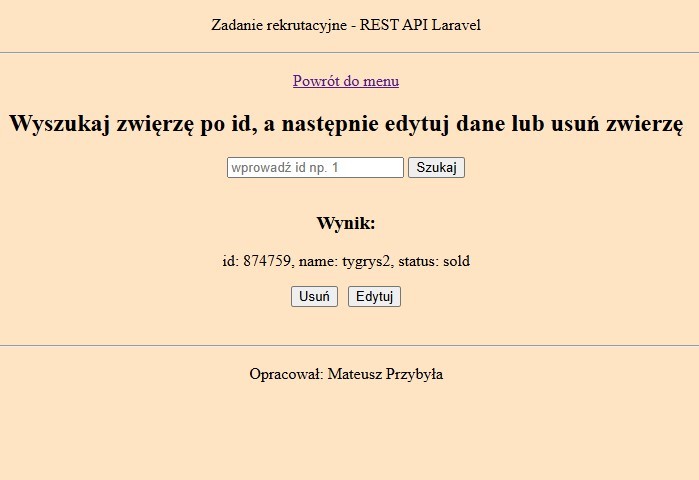 Zadanie rekrutacyjne - REST API Laravel
Powrót do menu
Wyszukaj zwięrzę po id, a następnie edytuj dane lub usuń zwierzę
wprowadź id np. 1 Szukaj
Wynik:
id: 874759, name: tygrys2, status: sold
Usuń Edytuj
Opracował: Mateusz Przybyła